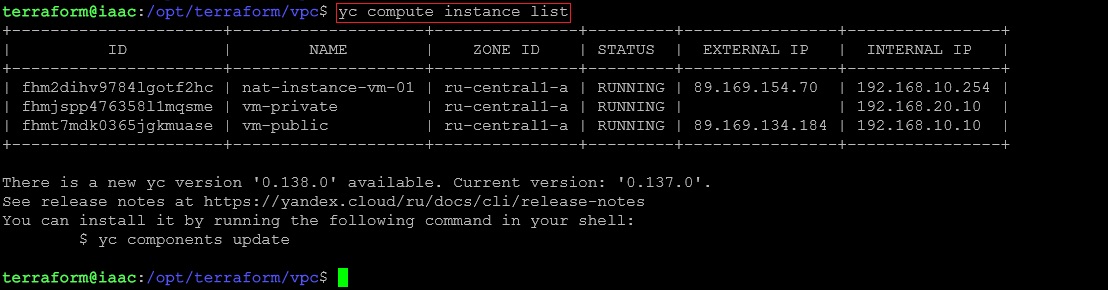 terraform@iaac:/opt/terraform/vpc$ yc compute instance list
+----------------------+--------------------+---------------+---------+----------------+----------------+
|          ID          |        NAME        |    ZONE ID    | STATUS  |  EXTERNAL IP   |  INTERNAL IP   |
+----------------------+--------------------+---------------+---------+----------------+----------------+
| fhm2dihv9784lgotf2hc | nat-instance-vm-01 | ru-central1-a | RUNNING | 89.169.154.70  | 192.168.10.254 |
| fhmjspp476358l1mqsme | vm-private         | ru-central1-a | RUNNING |                | 192.168.20.10  |
| fhmt7mdk0365jgkmuase | vm-public          | ru-central1-a | RUNNING | 89.169.134.184 | 192.168.10.10  |
+----------------------+--------------------+---------------+---------+----------------+----------------+
There is a new yc version '0.138.0' available. Current version: '0.137.0'.
See release notes at https://yandex.cloud/ru/docs/cli/release-notes
You can install it by running the following command in your shell:
        $ yc components update
terraform@iaac:/opt/terraform/vpc$